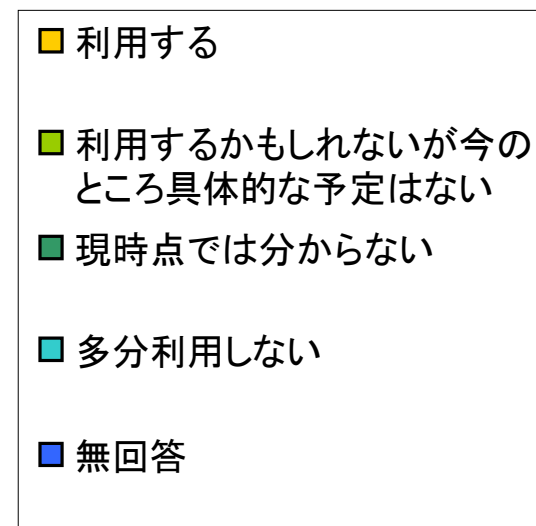 利用する
利用するかもしれないが今の
ところ具体的な予定はない
現時点では分からない
多分利用しない
無回答